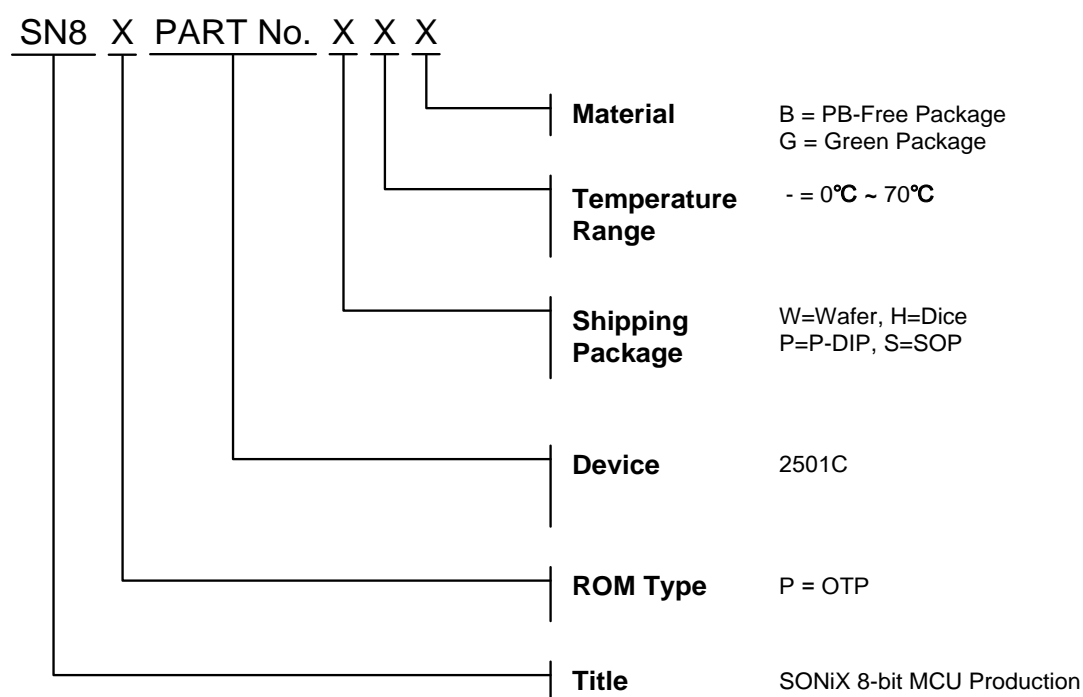 SN8 X PART No. X X X
Material
B = PB-Free Package
G = Green Package
Temperature
Range
- = 0℃ ~ 70℃
Shipping
Package
W=Wafer, H=Dice
P=P-DIP, S=SOP
Device
2501C
ROM Type
P = OTP
Title
SONiX 8-bit MCU Production